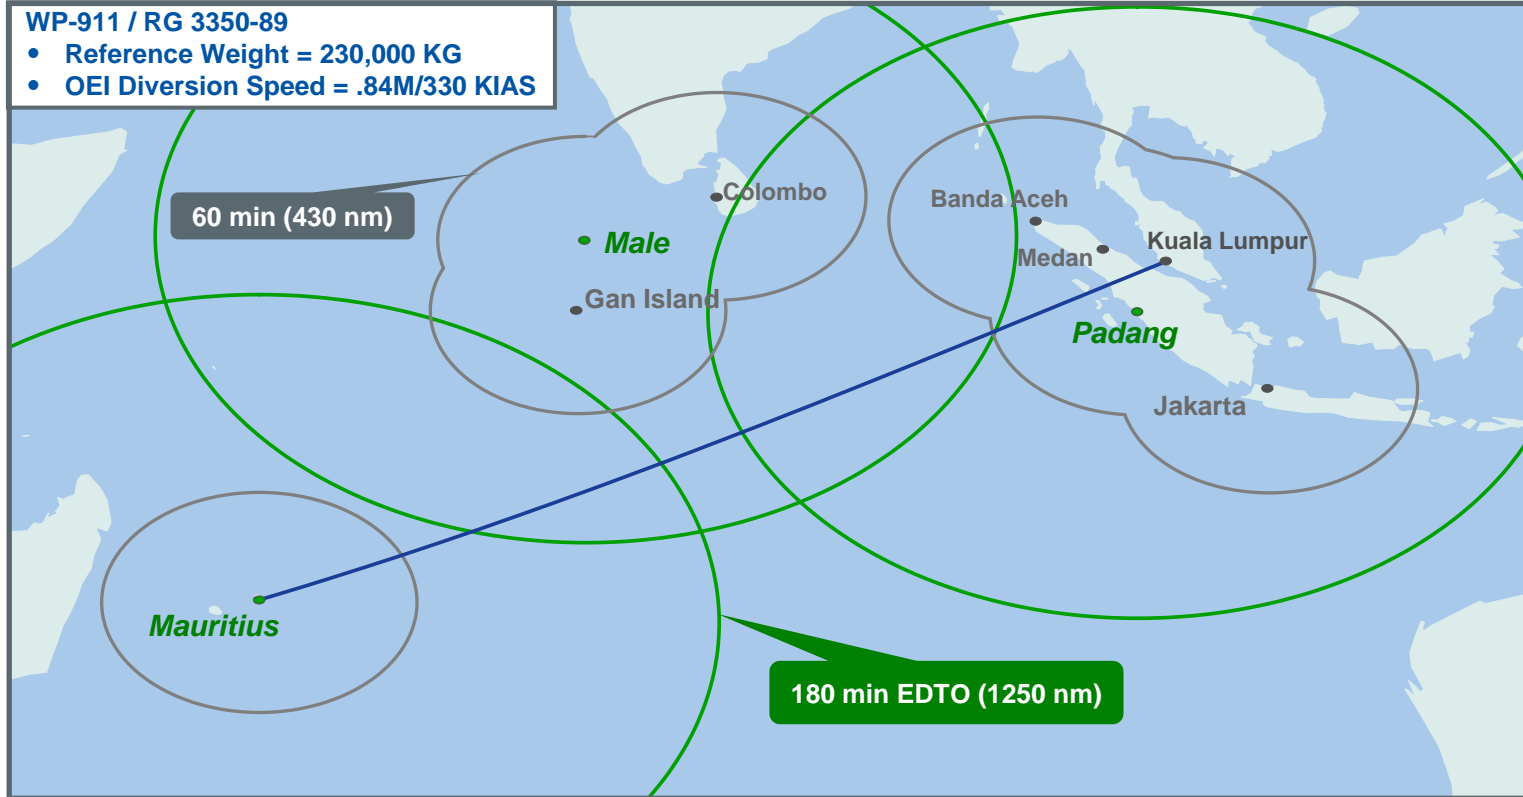 WP-911 / RG 3350-89
• Reference Weight = 230,000 KG
• OEI Diversion Speed = .84M/330 KIAS
60 min (430 nm)
Colombo
Male
Gan Island
Banda Aceh
Medan
Kuala Lumpur
Padang
Jakarta
Mauritius
180 min EDTO (1250 nm)